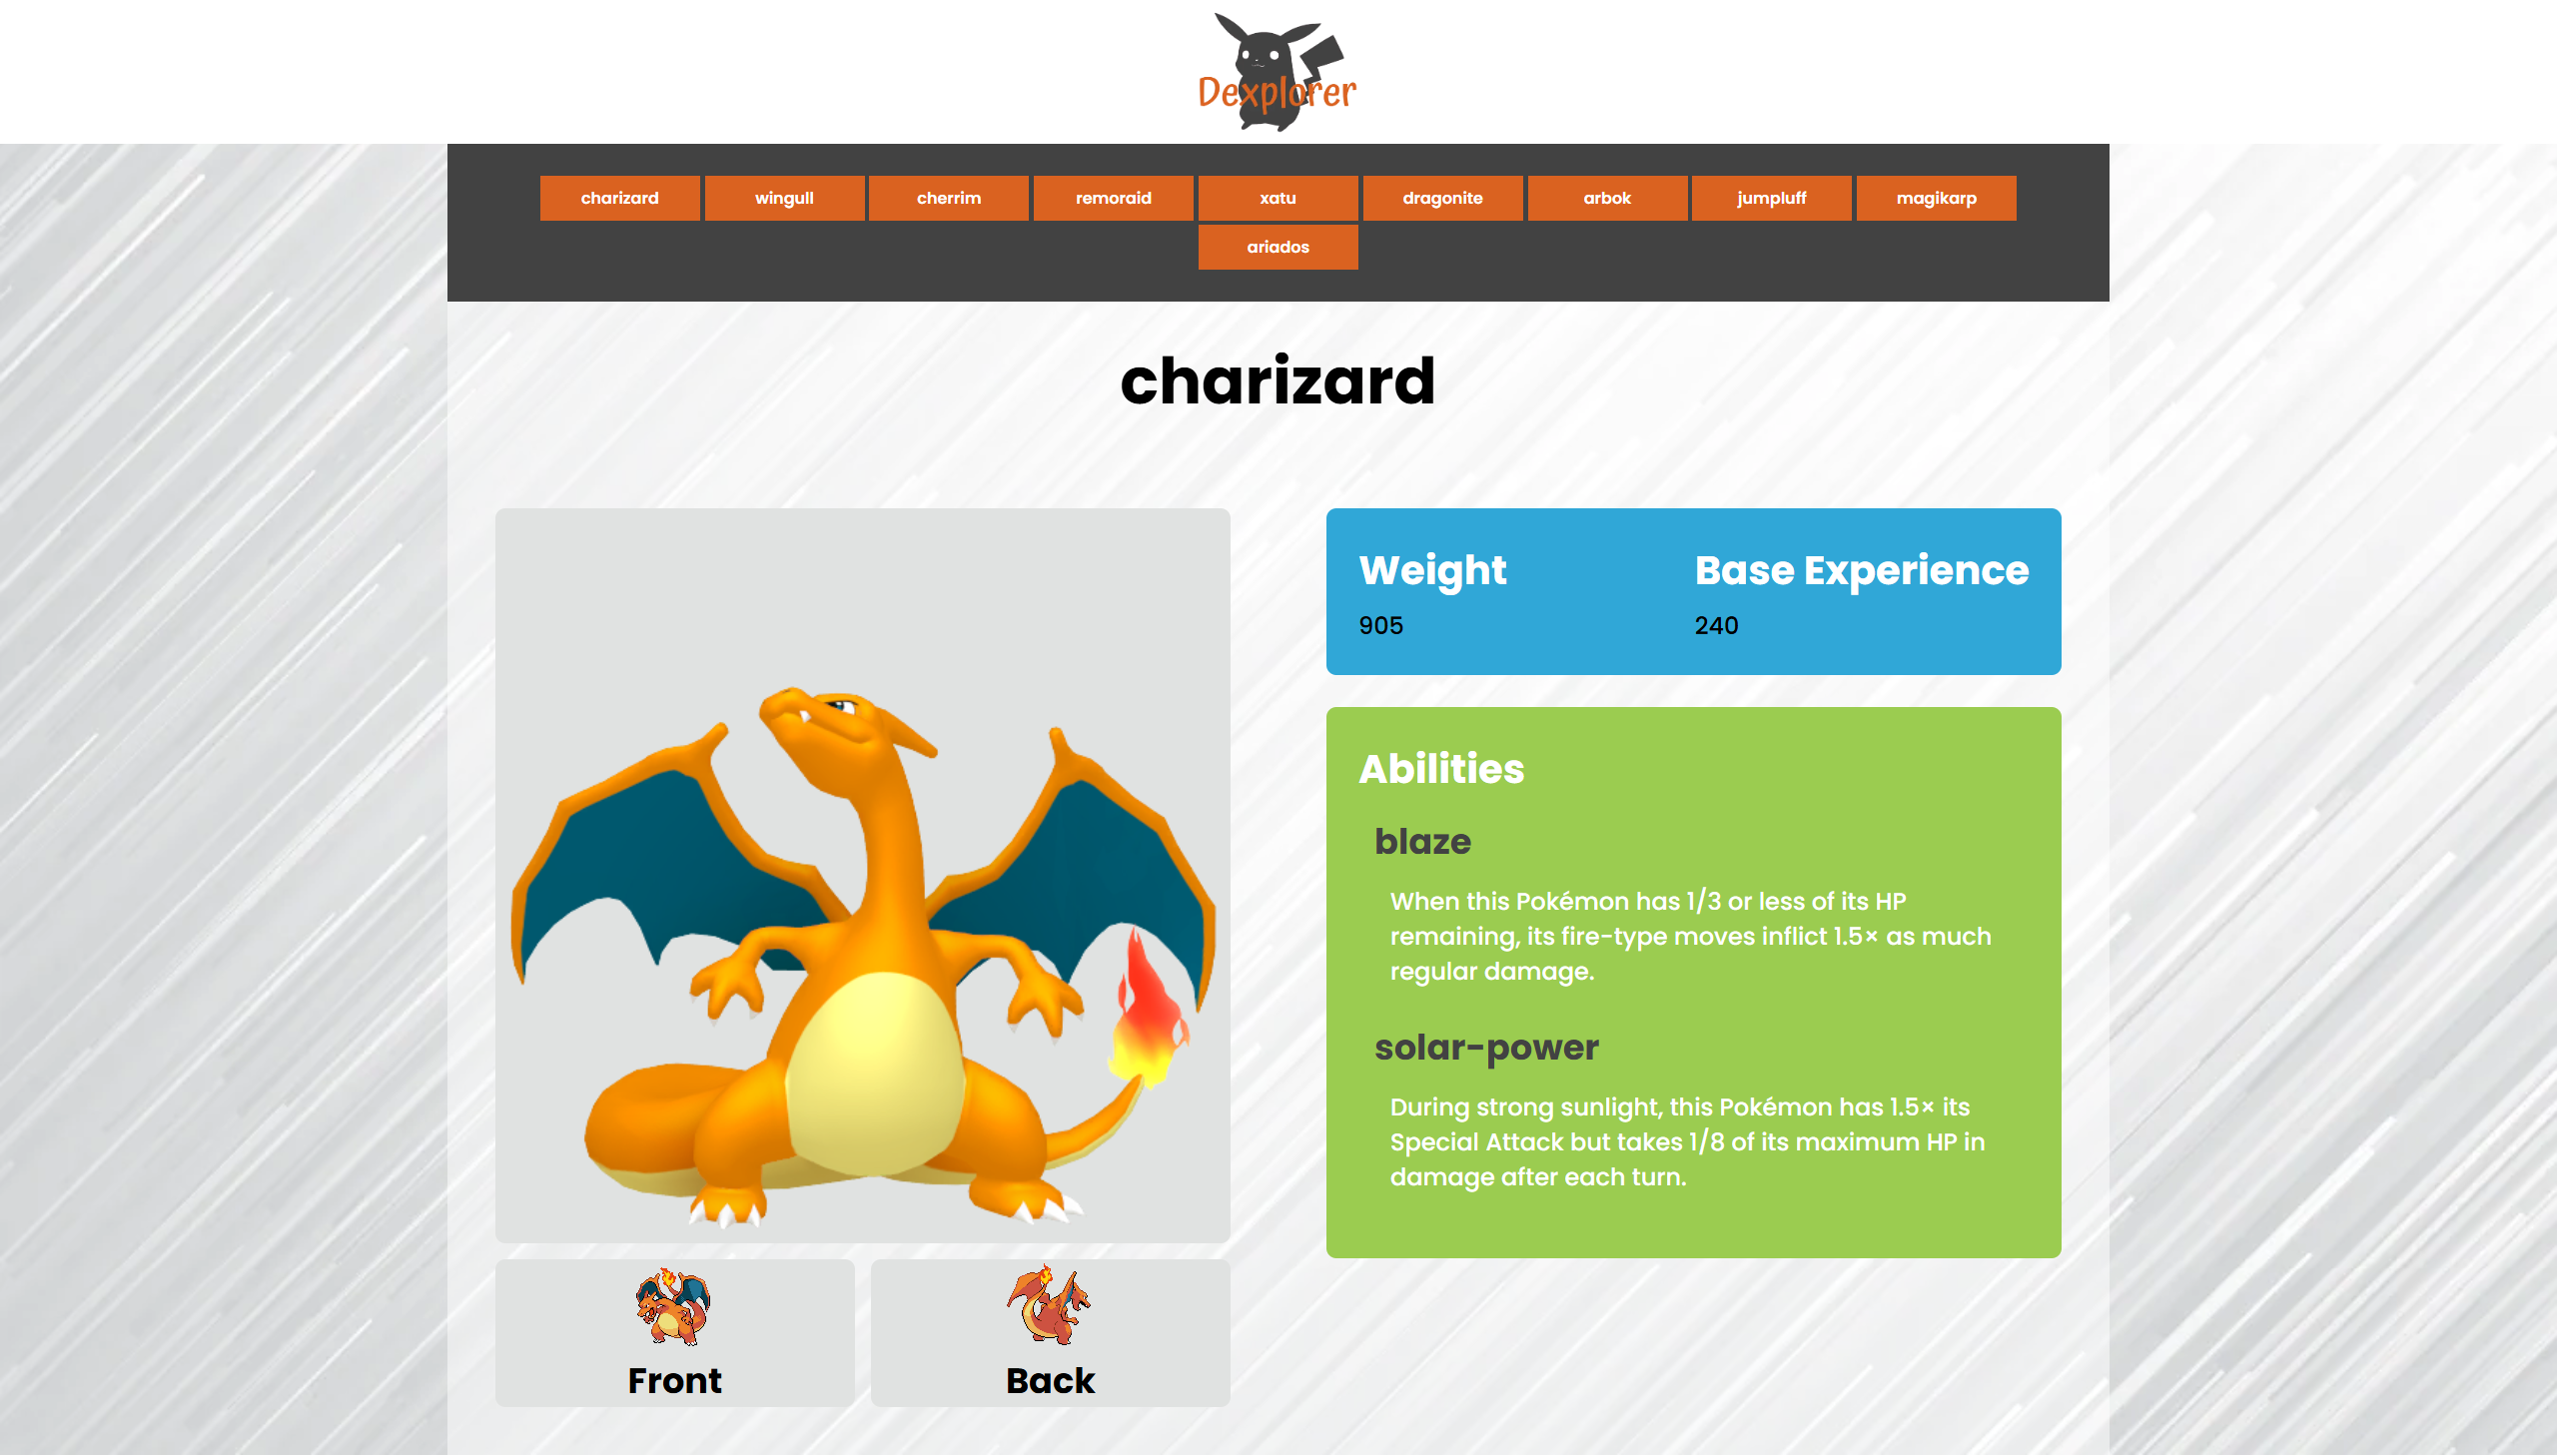 Dexplorer
charizard wingull cherrim remoraid xatu dragonite arbok jumpluff magikarp
ariados
charizard
Weight Base Experience
905 240
Abilities
blaze
When this Pokémon has 1/3 or less of its HP
remaining, its fire-type moves inflict 1.5× as much
regular damage.
solar-power
During strong sunlight, this Pokémon has 1.5× its
Special Attack but takes 1/8 of its maximum HP in
damage after each turn.
Front Back